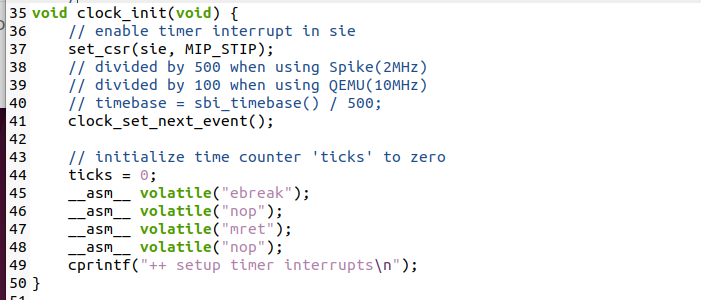 35 void clock_init(void) {
36     // enable timer interrupt in sie
37     set_csr(sie, MIP_STIP);
38     // divided by 500 when using Spike(2MHz)
39     // divided by 100 when using QEMU(10MHz)
40     // timebase = sbi_timebase() / 500;
41     clock_set_next_event();
42
43     // initialize time counter 'ticks' to zero
44     ticks = 0;
45     __asm__ volatile("ebreak");
46     __asm__ volatile("nop");
47     __asm__ volatile("mret");
48     __asm__ volatile("nop");
49     cprintf("++ setup timer interrupts\n");
50 }